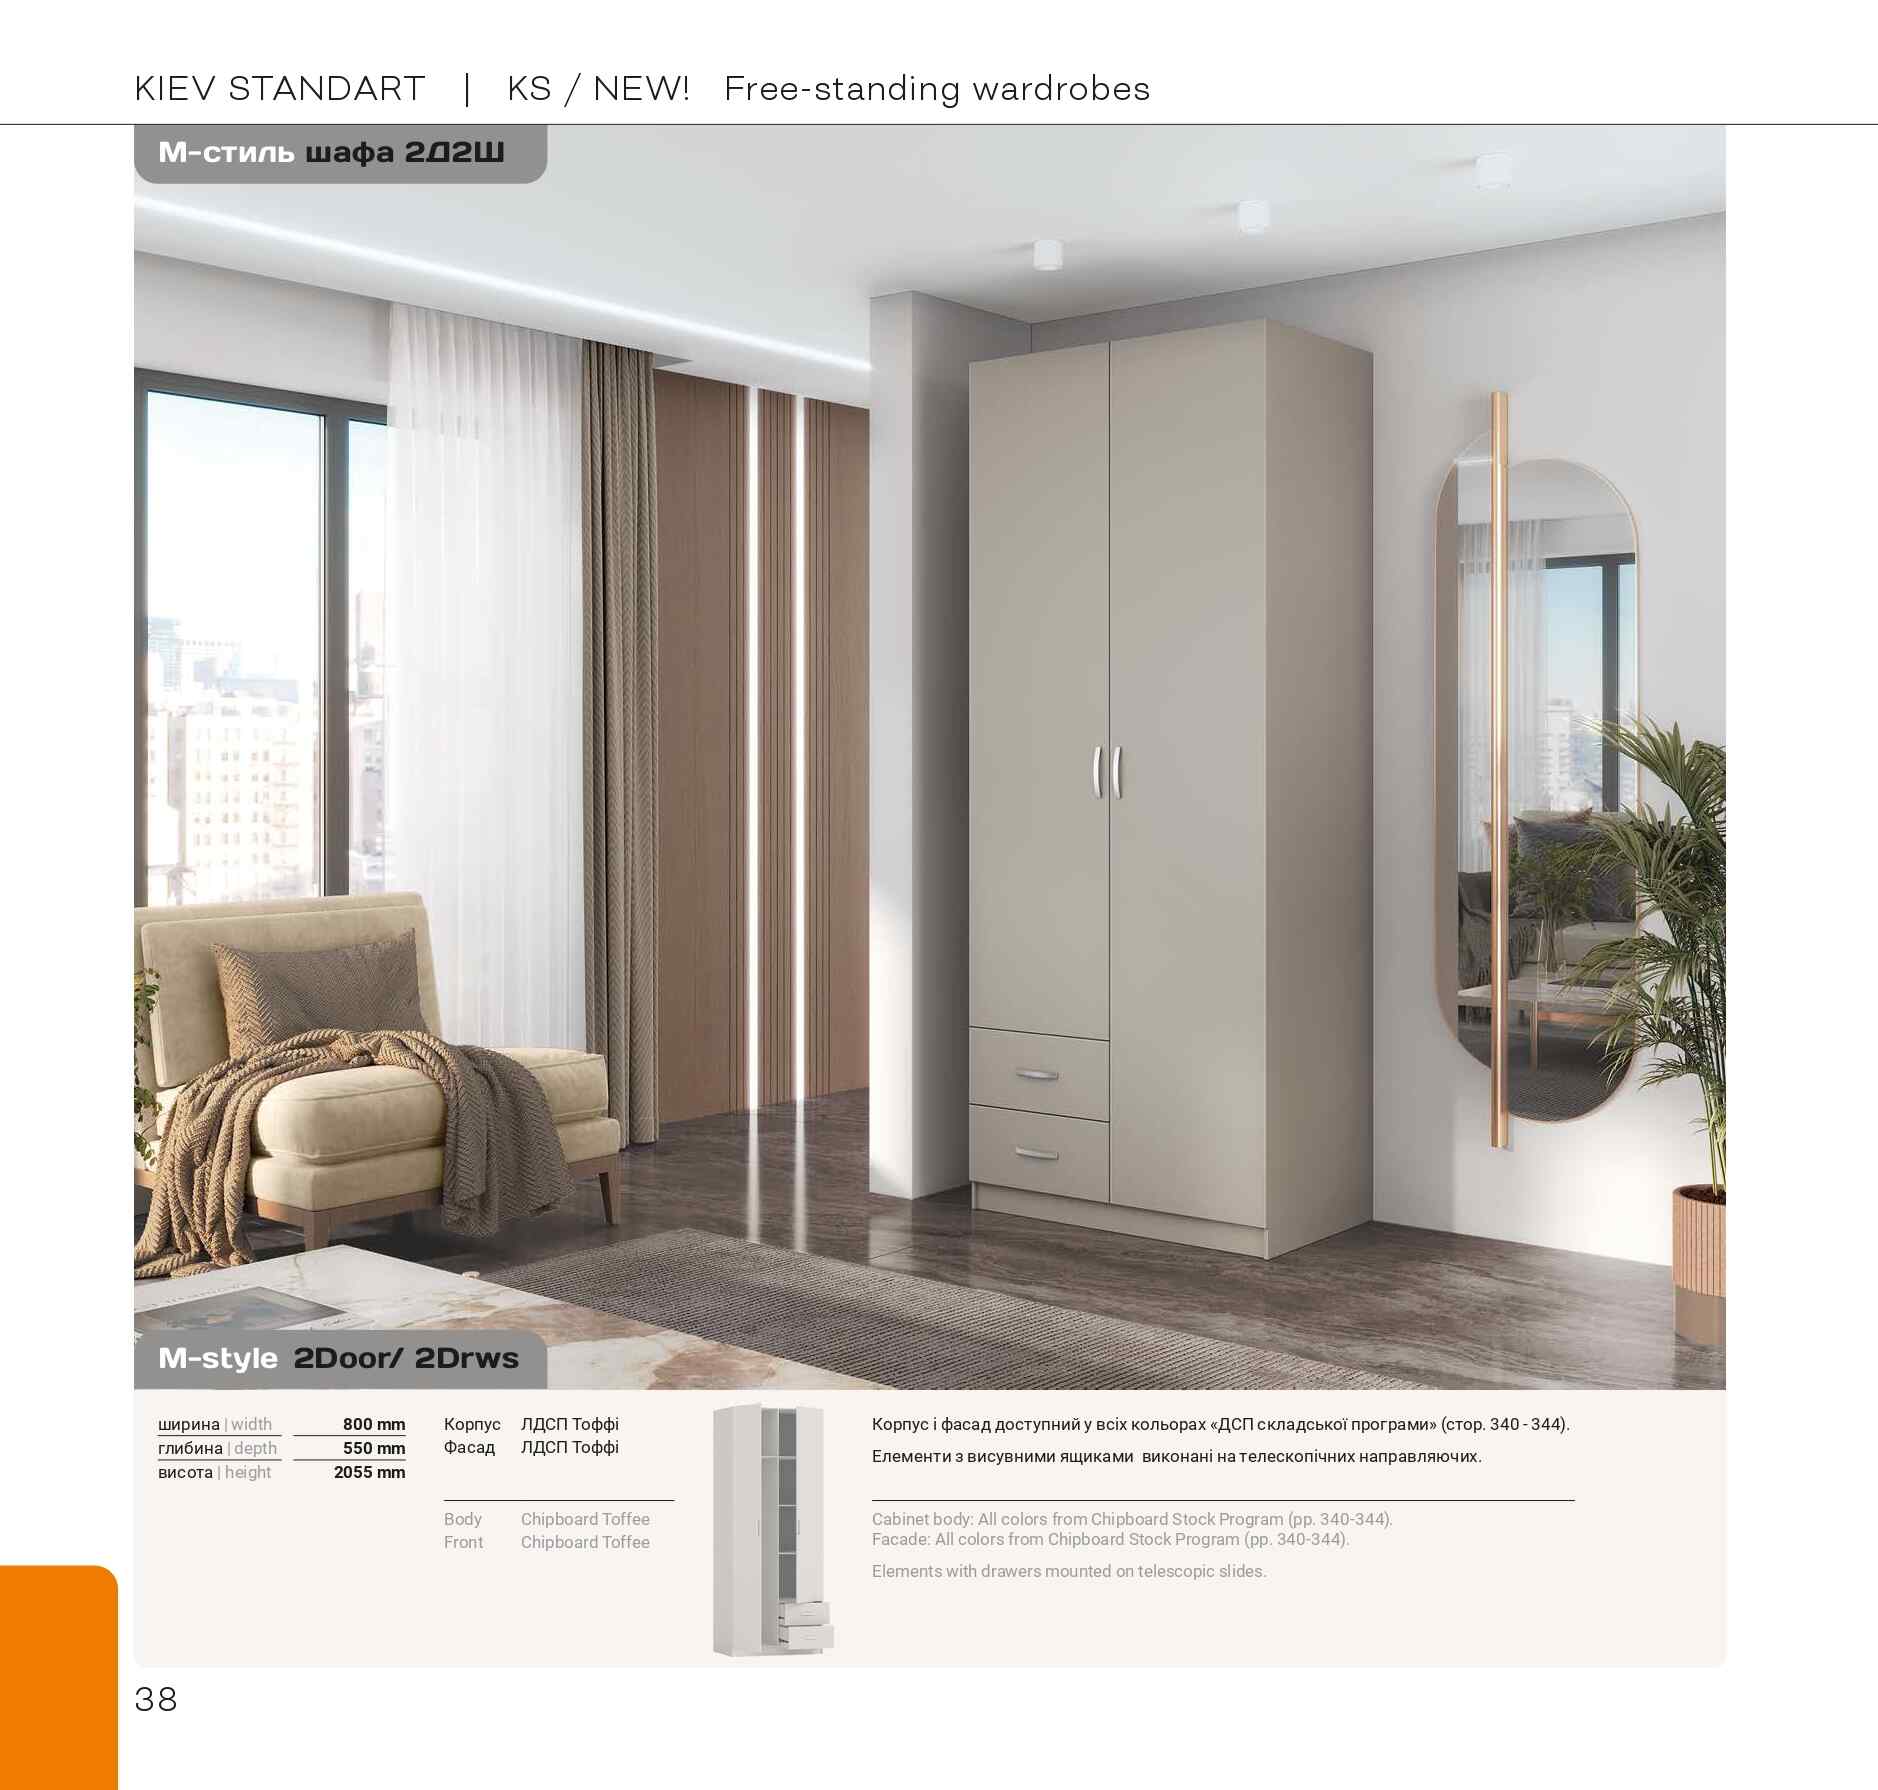 KIEV STANDART | KS / NEW! Free-standing wardrobes
М-стиль шафа 2Д2Ш
M-style 2Door/ 2Drws
ширина | width 800 mm
глибина | depth 550 mm
висота | height 2055 mm
Корпус ЛДСП Тоффі
Фасад ЛДСП Тоффі
Body Chipboard Toffee
Front Chipboard Toffee
Корпус і фасад доступний у всіх кольорах «ДСП складської програми» (стор. 340 - 344).
Елементи з висувними ящиками виконані на телескопічних направляючих.
Cabinet body: All colors from Chipboard Stock Program (pp. 340-344).
Facade: All colors from Chipboard Stock Program (pp. 340-344).
Elements with drawers mounted on telescopic slides.
38